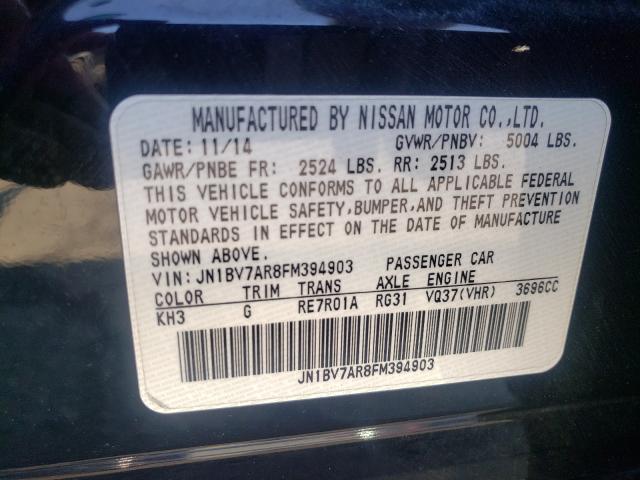 MANUFACTURED BY NISSAN MOTOR CO.,LTD.
DATE: 11/14 GVWR/PNBV: 5004 LBS.
GAWR/PNBE FR: 2524 LBS. RR: 2513 LBS.
THIS VEHICLE CONFORMS TO ALL APPLICABLE FEDERAL
MOTOR VEHICLE SAFETY,BUMPER,AND THEFT PREVENTION
STANDARDS IN EFFECT ON THE DATE OF MANUFACTURE
SHOWN ABOVE.
VIN: JN1BV7AR8FM394903 PASSENGER CAR
COLOR TRIM TRANS AXLE ENGINE
KH3 G RE7R01A RG31 VQ37(VHR) 3696CC
JN1BV7AR8FM394903